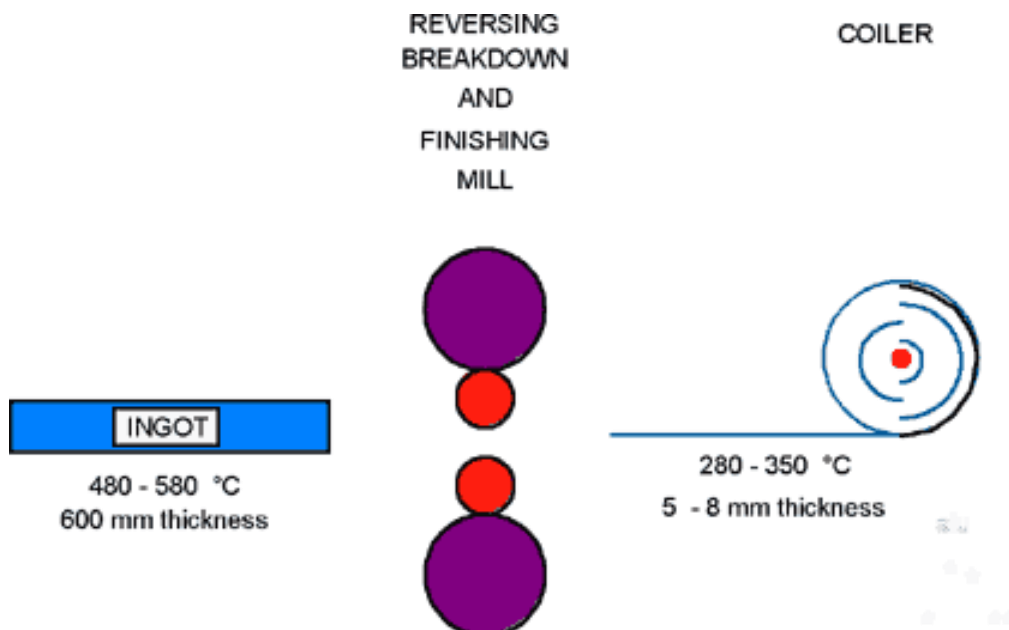 REVERSING
BREAKDOWN
AND
FINISHING
MILL
COILER
INGOT
480 - 580 °C
600 mm thickness
280 - 350 °C
5 - 8 mm thickness